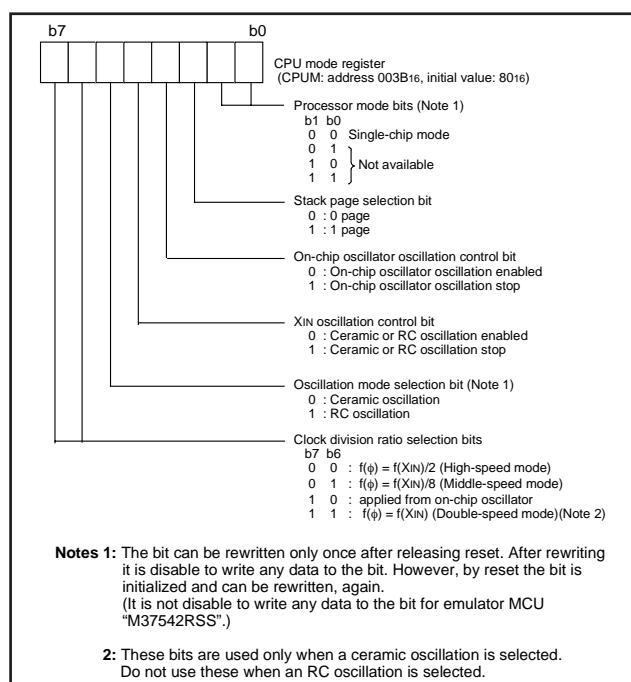 b7 b0
CPU mode register
(CPUM: address 003B16, initial value: 8016)
Processor mode bits (Note 1)
b1 b0
0 0 Single-chip mode
0 1
1 0 Not available
1 1
Stack page selection bit
0 : 0 page
1 : 1 page
On-chip oscillator oscillation control bit
0 : On-chip oscillator oscillation enabled
1 : On-chip oscillator oscillation stop
XIN oscillation control bit
0 : Ceramic or RC oscillation enabled
1 : Ceramic or RC oscillation stop
Oscillation mode selection bit (Note 1)
0 : Ceramic oscillation
1 : RC oscillation
Clock division ratio selection bits
b7 b6
0 0 : f(φ) = f(XIN)/2 (High-speed mode)
0 1 : f(φ) = f(XIN)/8 (Middle-speed mode)
1 0 : applied from on-chip oscillator
1 1 : f(φ) = f(XIN) (Double-speed mode)(Note 2)
Notes 1: The bit can be rewritten only once after releasing reset. After rewriting
it is disable to write any data to the bit. However, by reset the bit is
initialized and can be rewritten, again.
(It is not disable to write any data to the bit for emulator MCU
“M37542RSS”.)
2: These bits are used only when a ceramic oscillation is selected.
Do not use these when an RC oscillation is selected.